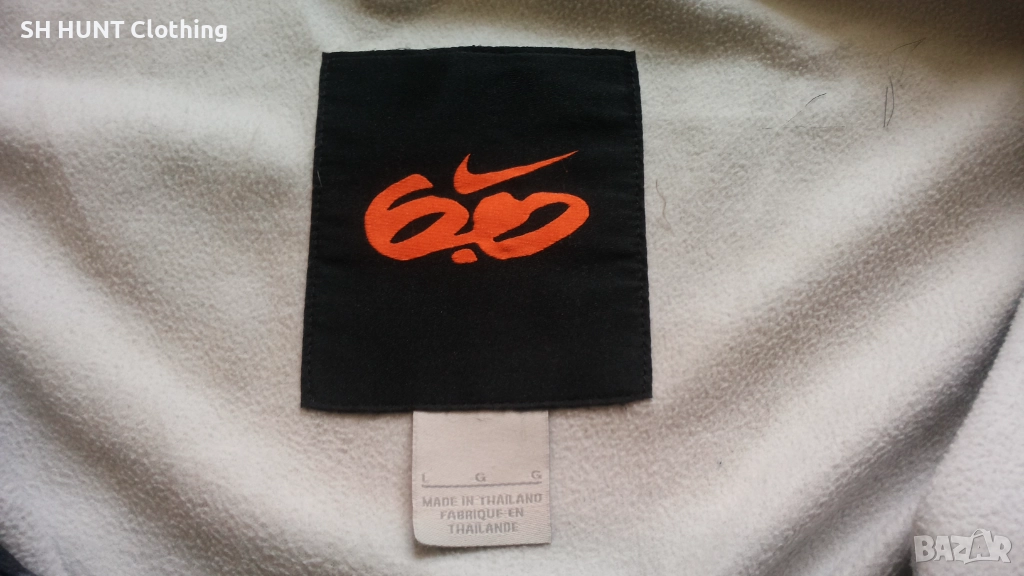 SH HUNT Clothing
6.0
L G G
MADE IN THAILAND
FABRIQUE EN
THAILANDE
BAZAR